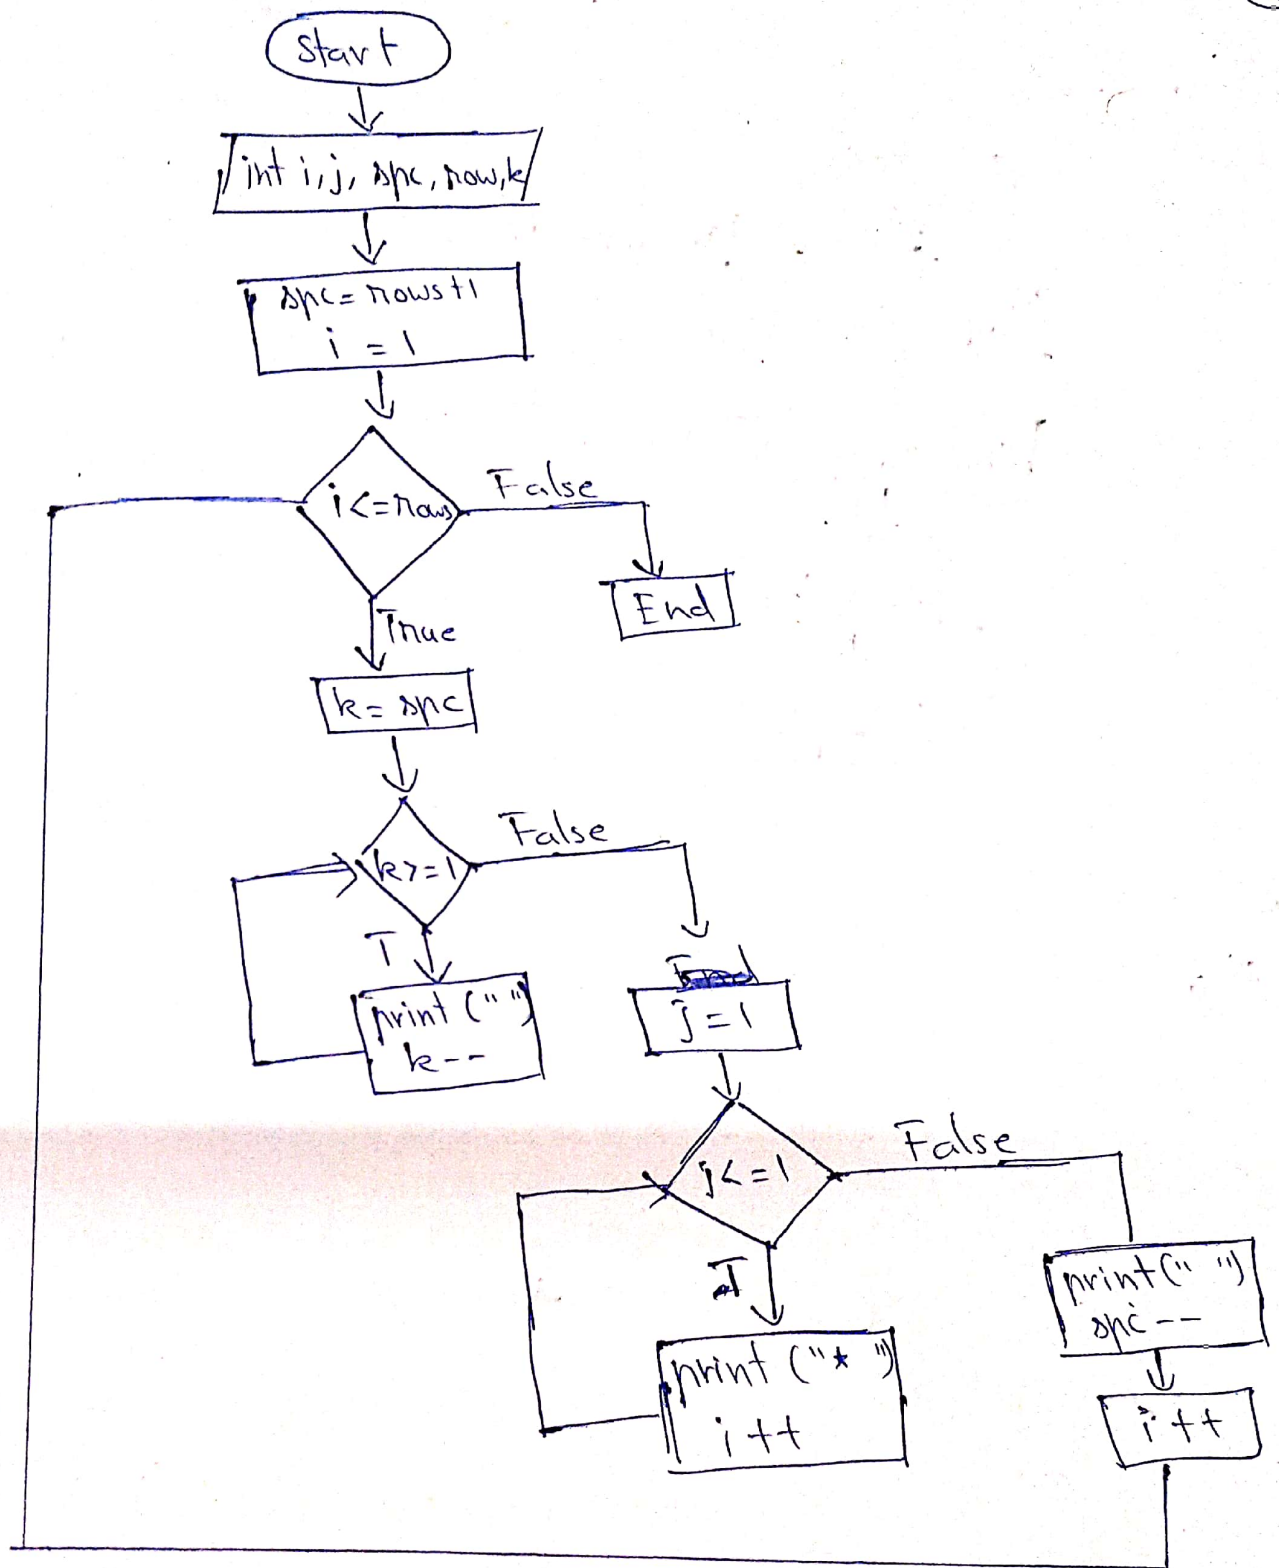 Start
int i, j, spc, row, k
spc = rows + 1
i = 1
i <= rows
False
End
True
k = spc
k >= 1
False
T
print (" ")
k--
j = 1
j <= 1
False
T
print ("* ")
i++
print (" ")
spc--
i++